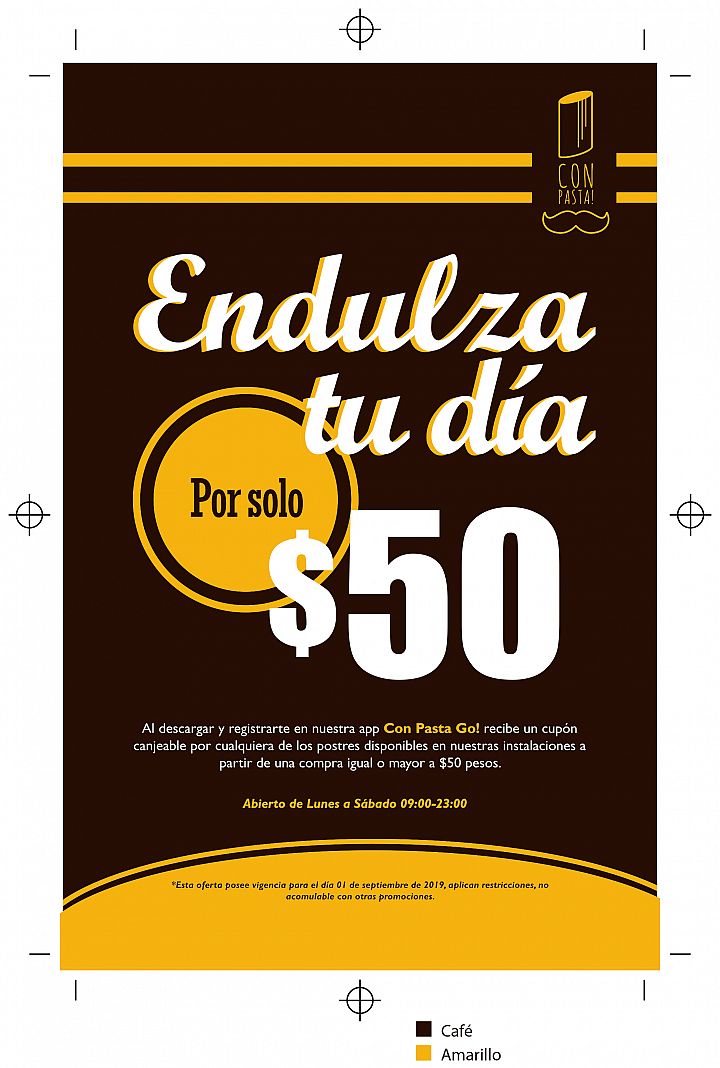 CON
PASTA!
Endulza
tu día
Por solo
$50
Al descargar y registrarte en nuestra app Con Pasta Go! recibe un cupón
canjeable por cualquiera de los postres disponibles en nuestras instalaciones a
partir de una compra igual o mayor a $50 pesos.
Abierto de Lunes a Sábado 09:00-23:00
*Esta oferta posee vigencia para el día 01 de septiembre de 2019, aplican restricciones, no
acomulable con otras promociones.
Café
Amarillo